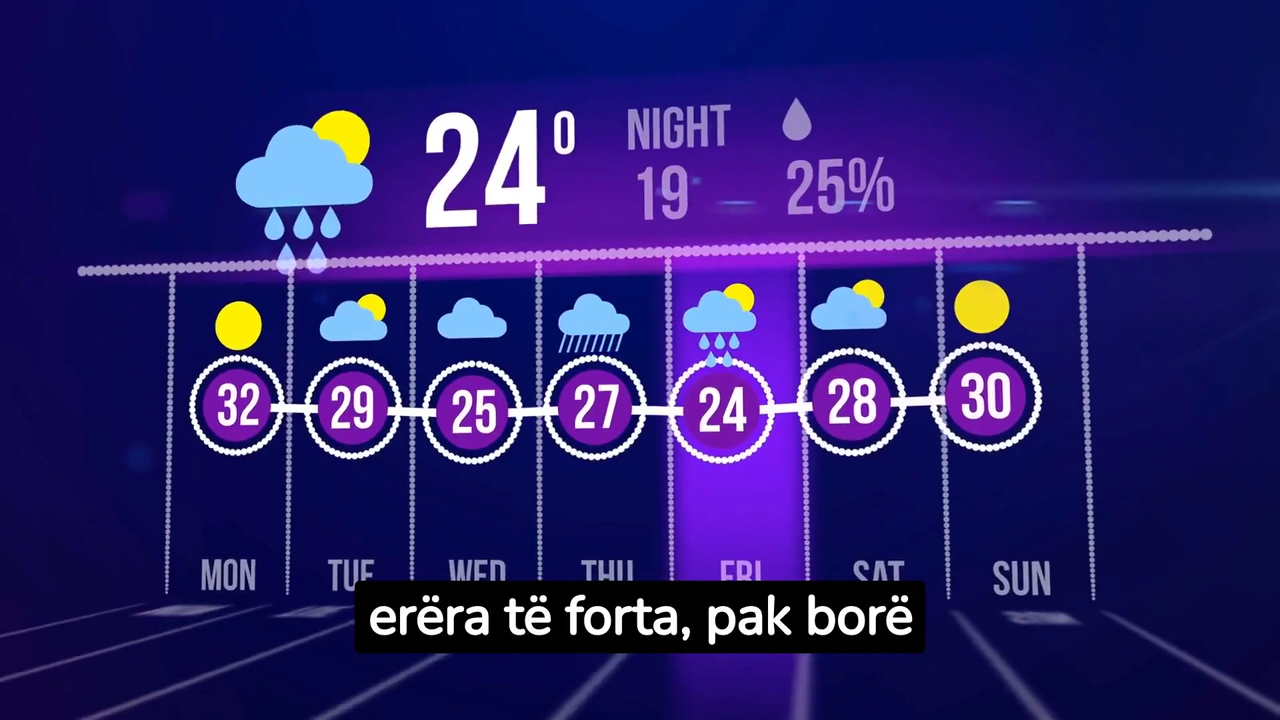 24°
NIGHT
19
25%
32 29 25 27 24 28 30
MON TUE WED THU FRI SAT SUN
erëra të forta, pak borë